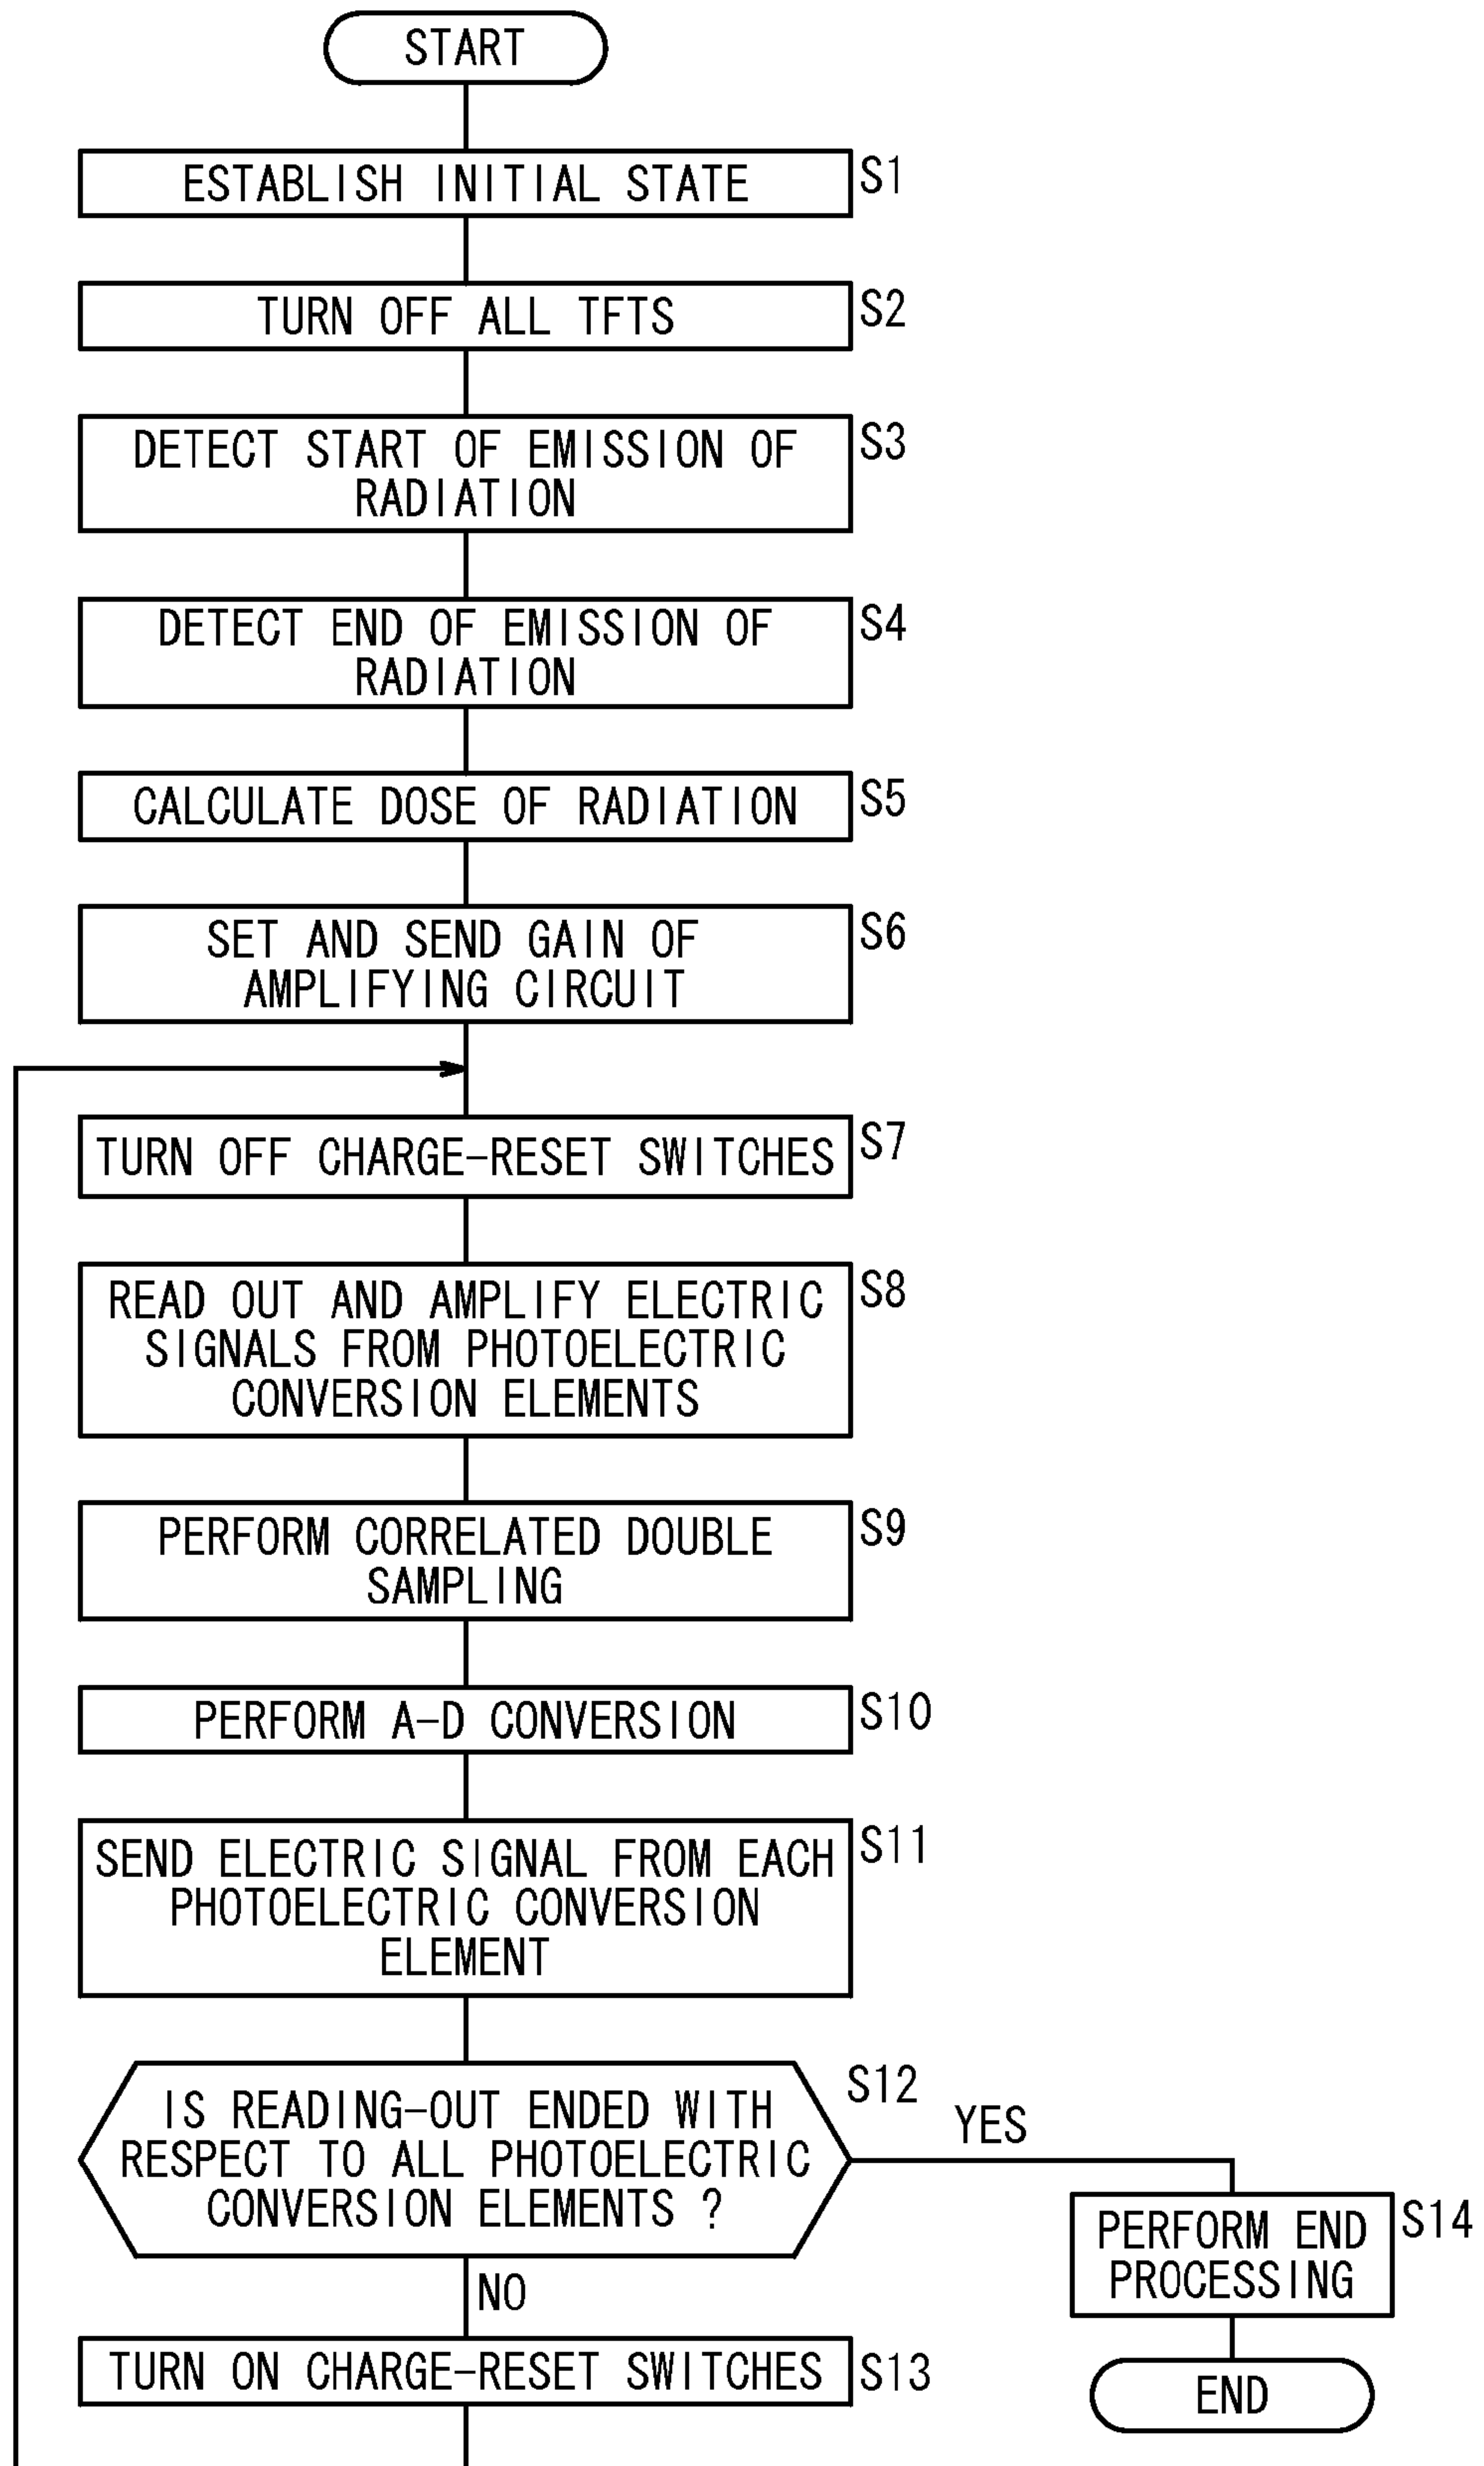 START
ESTABLISH INITIAL STATE
S1
TURN OFF ALL TFTS
S2
DETECT START OF EMISSION OF
RADIATION
S3
DETECT END OF EMISSION OF
RADIATION
S4
CALCULATE DOSE OF RADIATION
S5
SET AND SEND GAIN OF
AMPLIFYING CIRCUIT
S6
TURN OFF CHARGE-RESET SWITCHES
S7
READ OUT AND AMPLIFY ELECTRIC
SIGNALS FROM PHOTOELECTRIC
CONVERSION ELEMENTS
S8
PERFORM CORRELATED DOUBLE
SAMPLING
S9
PERFORM A-D CONVERSION
S10
SEND ELECTRIC SIGNAL FROM EACH
PHOTOELECTRIC CONVERSION
ELEMENT
S11
IS READING-OUT ENDED WITH
RESPECT TO ALL PHOTOELECTRIC
CONVERSION ELEMENTS ?
S12
YES
NO
TURN ON CHARGE-RESET SWITCHES
S13
PERFORM END
PROCESSING
S14
END